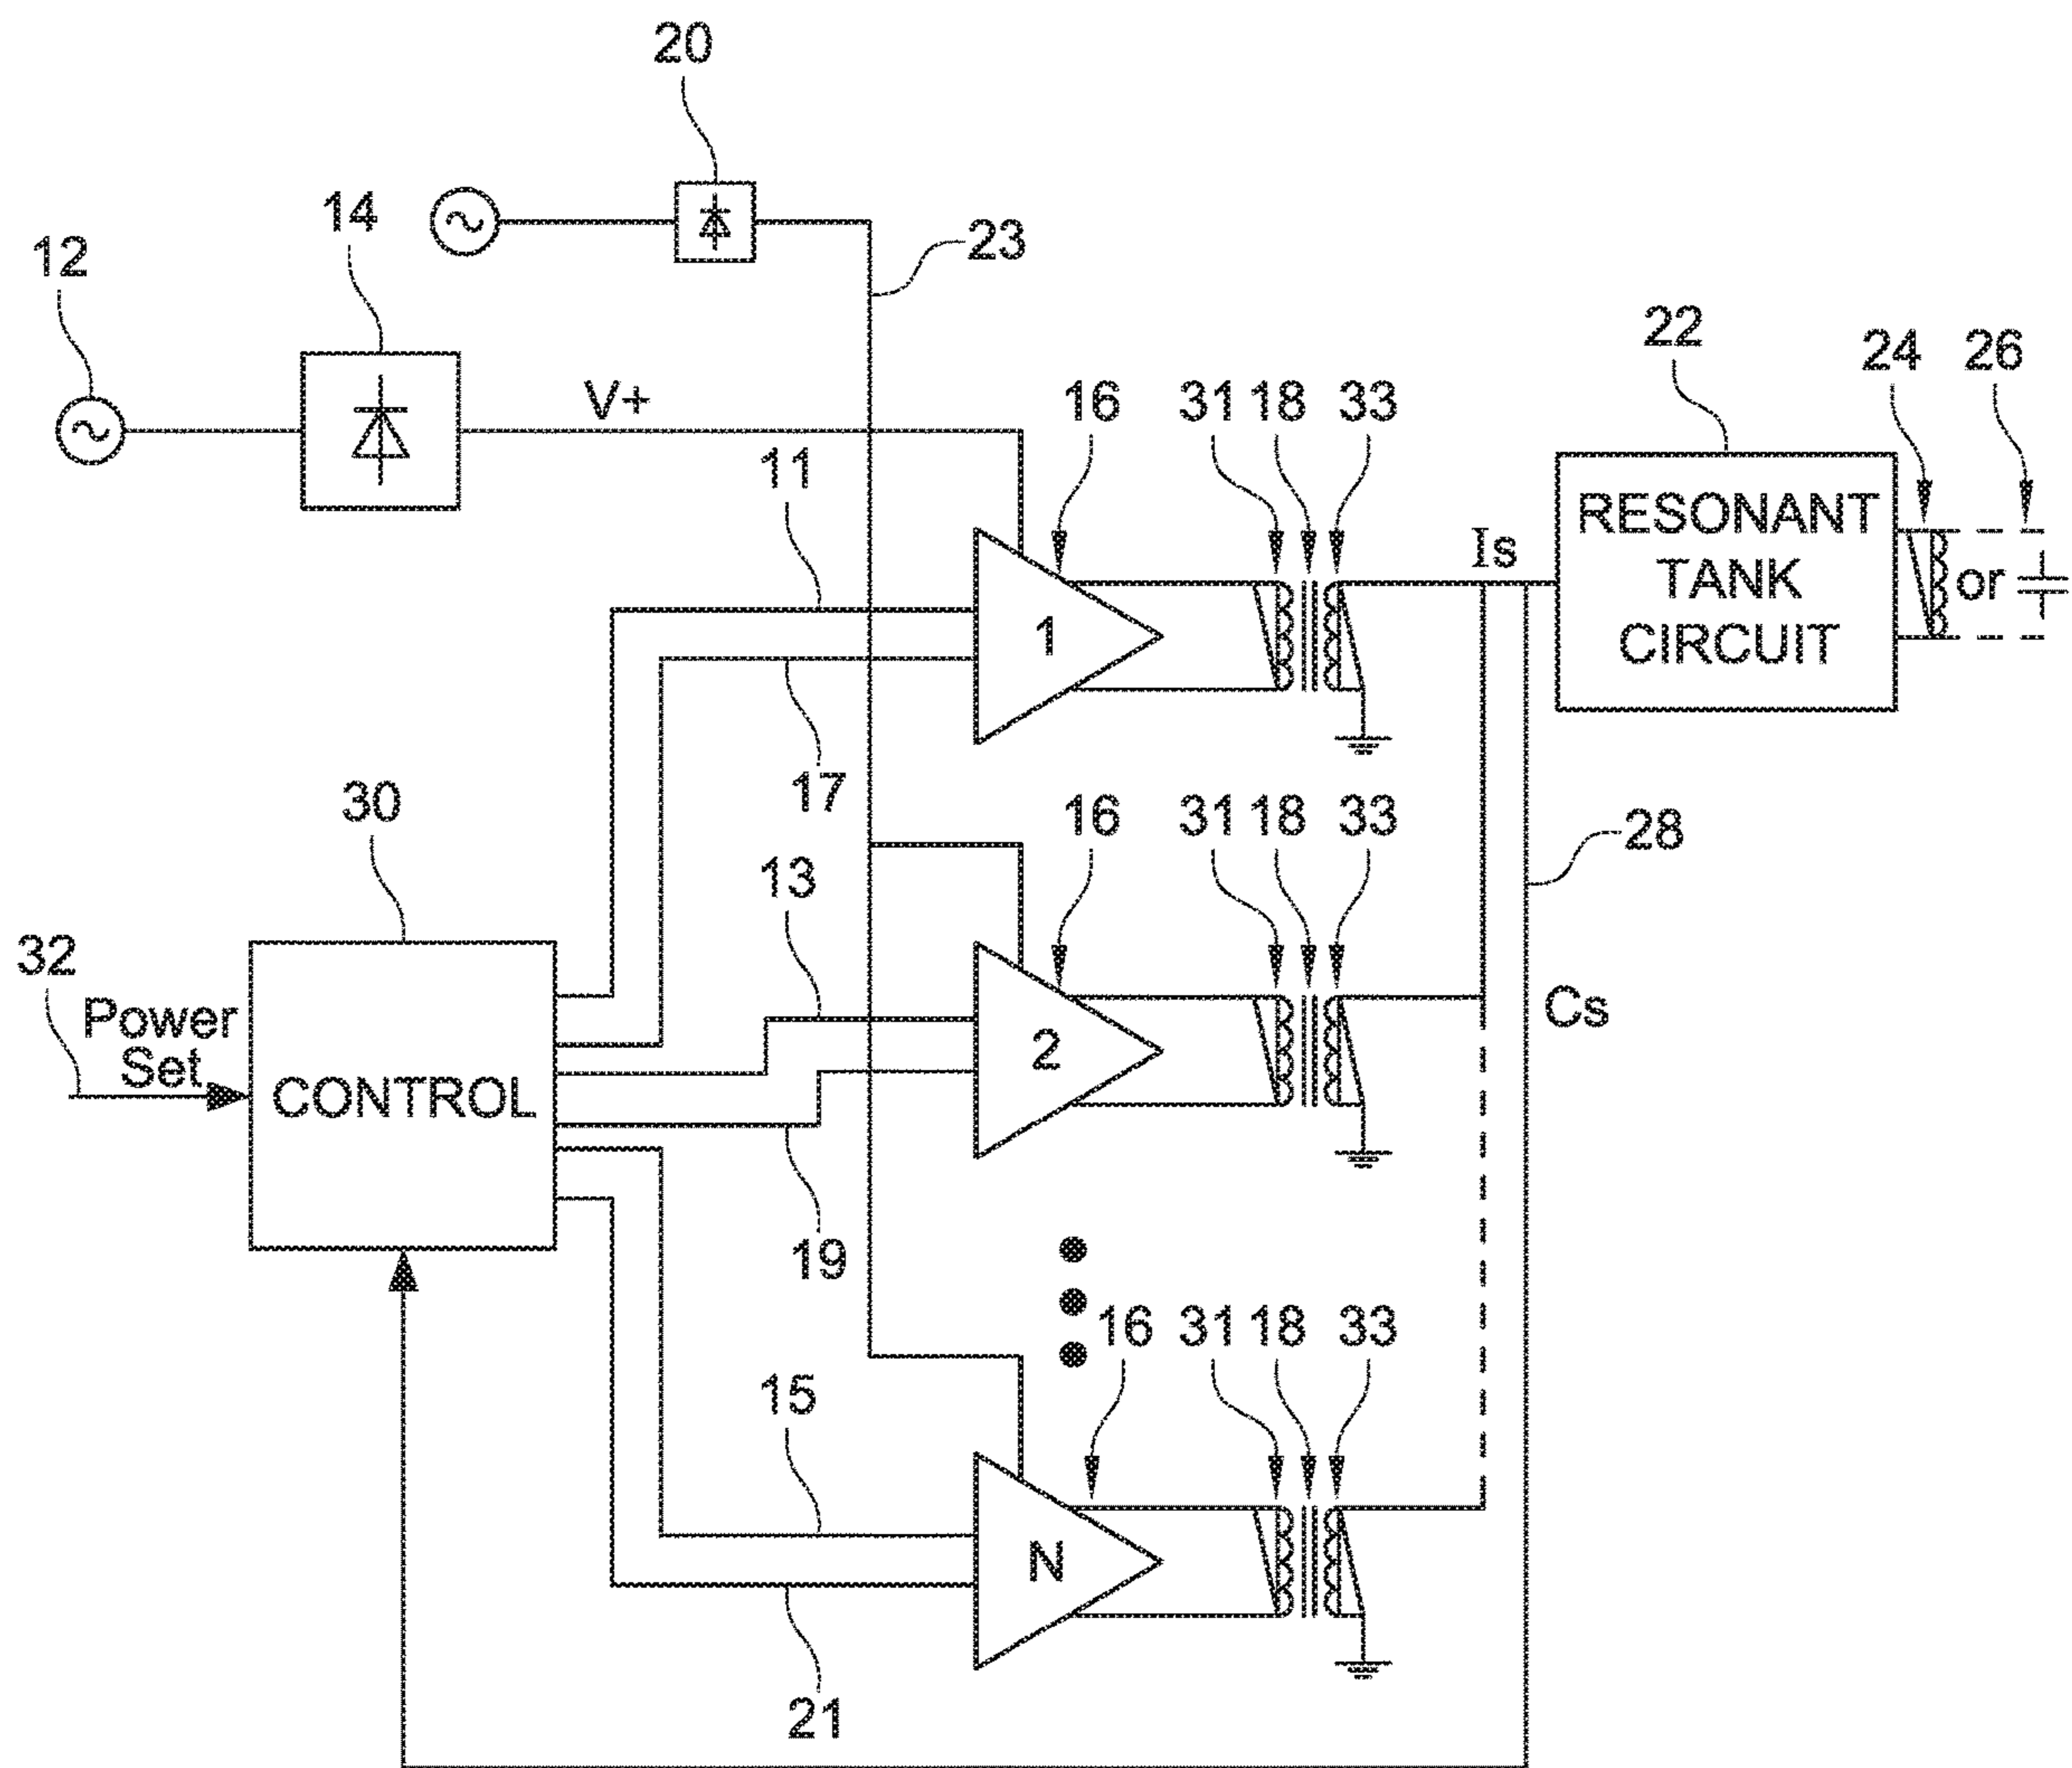 20
14
23
12
22
24
26
V+
16
31
18
33
11
RESONANT
TANK
CIRCUIT
Is
or
1
17
30
16
31
18
33
28
13
32
Power
Set
CONTROL
2
Cs
19
16
31
18
33
15
N
21